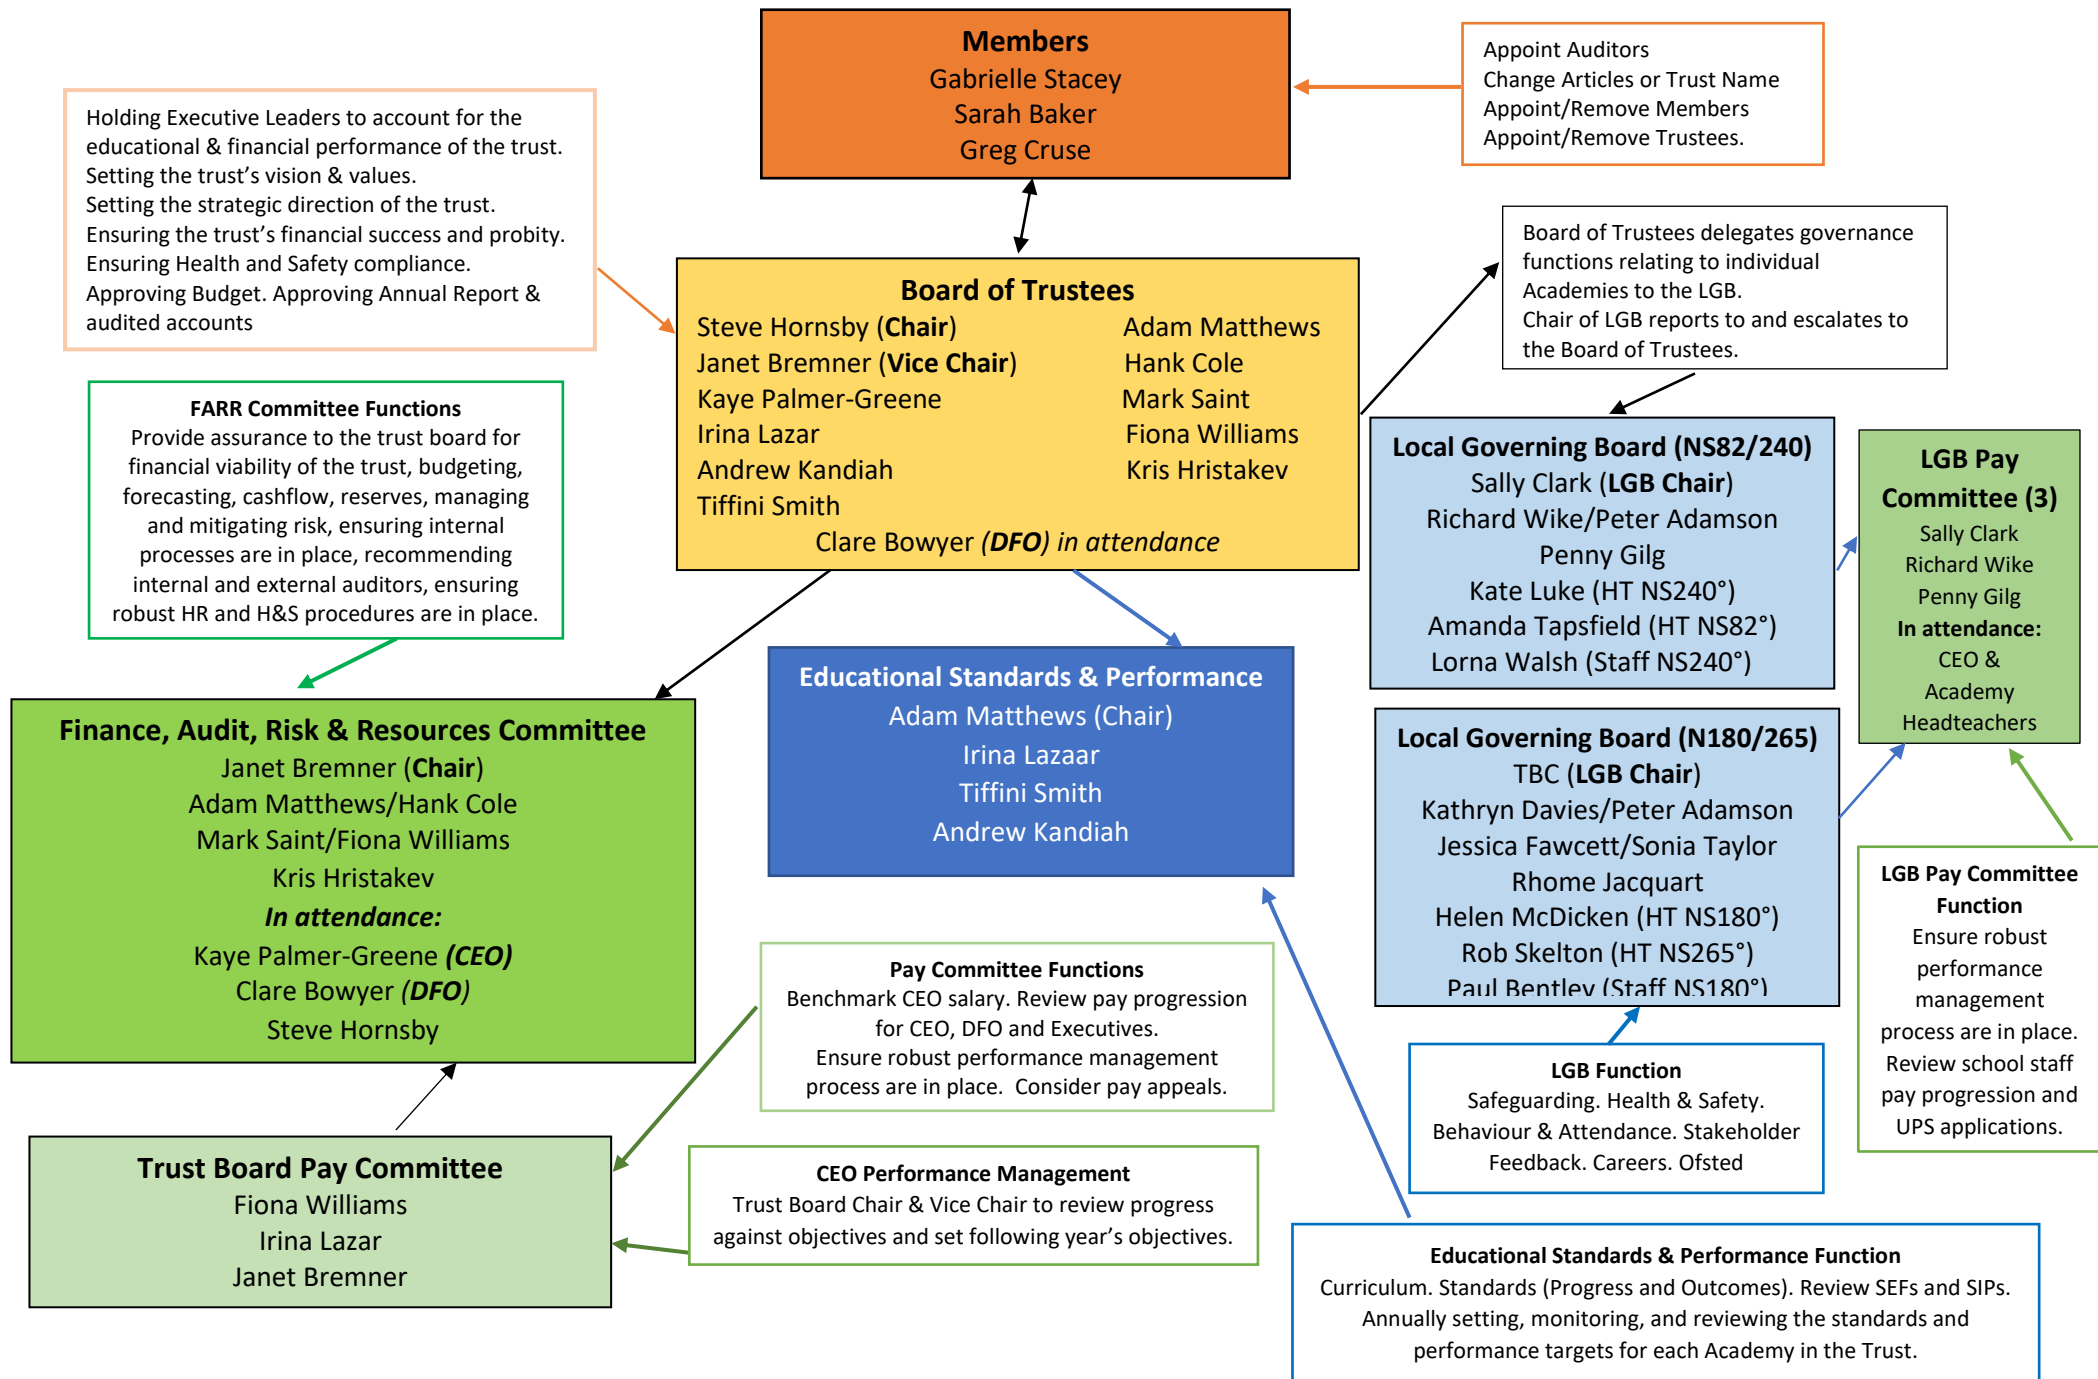 Members
Gabrielle Stacey
Sarah Baker
Greg Cruse
Appoint Auditors
Change Articles or Trust Name
Appoint/Remove Members
Appoint/Remove Trustees.
Holding Executive Leaders to account for the
educational & financial performance of the trust.
Setting the trust’s vision & values.
Setting the strategic direction of the trust.
Ensuring the trust’s financial success and probity.
Ensuring Health and Safety compliance.
Approving Budget. Approving Annual Report &
audited accounts
Board of Trustees
Steve Hornsby (Chair) Adam Matthews
Janet Bremner (Vice Chair) Hank Cole
Kaye Palmer-Greene Mark Saint
Irina Lazar Fiona Williams
Andrew Kandiah Kris Hristakev
Tiffini Smith
Clare Bowyer (DFO) in attendance
Board of Trustees delegates governance
functions relating to individual
Academies to the LGB.
Chair of LGB reports to and escalates to
the Board of Trustees.
FARR Committee Functions
Provide assurance to the trust board for
financial viability of the trust, budgeting,
forecasting, cashflow, reserves, managing
and mitigating risk, ensuring internal
processes are in place, recommending
internal and external auditors, ensuring
robust HR and H&S procedures are in place.
Local Governing Board (NS82/240)
Sally Clark (LGB Chair)
Richard Wike/Peter Adamson
Penny Gilg
Kate Luke (HT NS240°)
Amanda Tapsfield (HT NS82°)
Lorna Walsh (Staff NS240°)
LGB Pay
Committee (3)
Sally Clark
Richard Wike
Penny Gilg
In attendance:
CEO &
Academy
Headteachers
Educational Standards & Performance
Adam Matthews (Chair)
Irina Lazaar
Tiffini Smith
Andrew Kandiah
Finance, Audit, Risk & Resources Committee
Janet Bremner (Chair)
Adam Matthews/Hank Cole
Mark Saint/Fiona Williams
Kris Hristakev
In attendance:
Kaye Palmer-Greene (CEO)
Clare Bowyer (DFO)
Steve Hornsby
Local Governing Board (N180/265)
TBC (LGB Chair)
Kathryn Davies/Peter Adamson
Jessica Fawcett/Sonia Taylor
Rhome Jacquart
Helen McDicken (HT NS180°)
Rob Skelton (HT NS265°)
Paul Bentley (Staff NS180°)
LGB Pay Committee
Function
Ensure robust
performance
management
process are in place.
Review school staff
pay progression and
UPS applications.
Pay Committee Functions
Benchmark CEO salary. Review pay progression
for CEO, DFO and Executives.
Ensure robust performance management
process are in place. Consider pay appeals.
LGB Function
Safeguarding. Health & Safety.
Behaviour & Attendance. Stakeholder
Feedback. Careers. Ofsted
Trust Board Pay Committee
Fiona Williams
Irina Lazar
Janet Bremner
CEO Performance Management
Trust Board Chair & Vice Chair to review progress
against objectives and set following year’s objectives.
Educational Standards & Performance Function
Curriculum. Standards (Progress and Outcomes). Review SEFs and SIPs.
Annually setting, monitoring, and reviewing the standards and
performance targets for each Academy in the Trust.